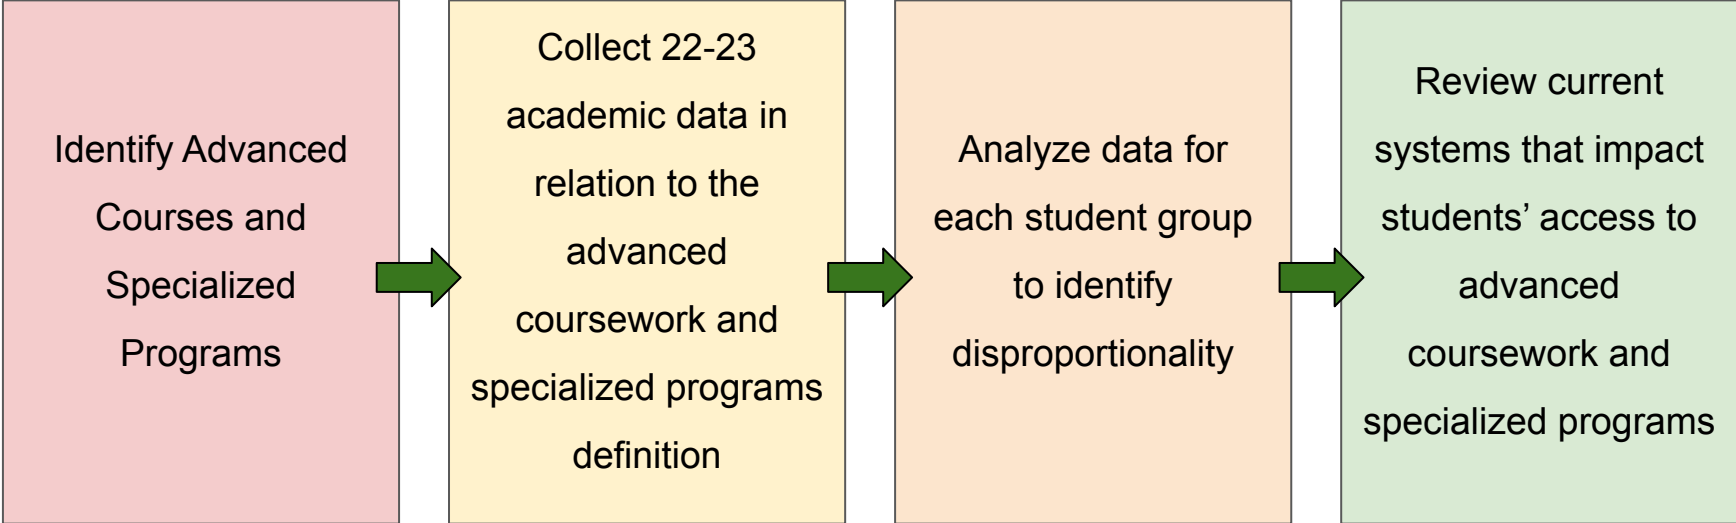 Identify Advanced
Courses and
Specialized
Programs
Collect 22-23
academic data in
relation to the
advanced
coursework and
specialized programs
definition
Analyze data for
each student group
to identify
disproportionality
Review current
systems that impact
students’ access to
advanced
coursework and
specialized programs